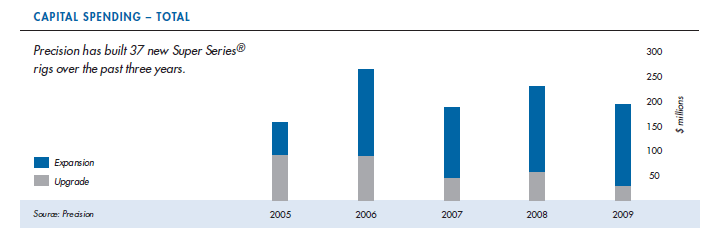 CAPITAL SPENDING – TOTAL
Precision has built 37 new Super Series®
rigs over the past three years.
300
250
200
150
100
50
$ millions
Expansion
Upgrade
Source: Precision
2005 2006 2007 2008 2009